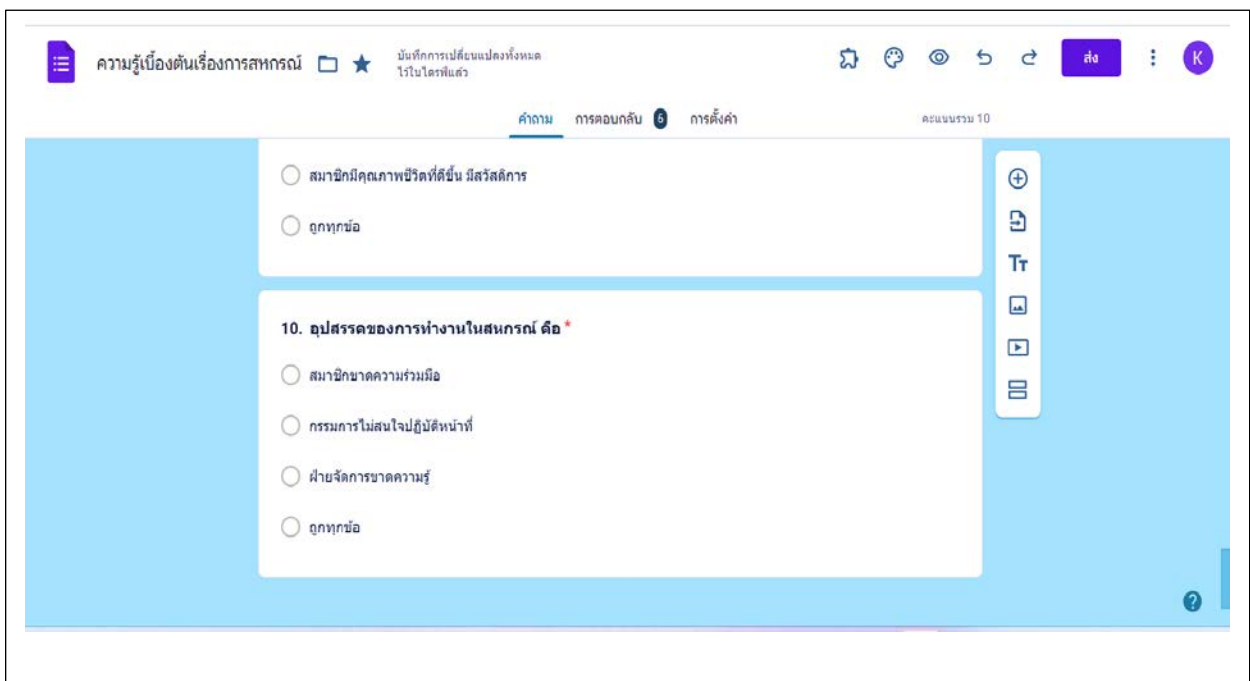 ความรู้เบื้องต้นเรื่องการสหกรณ์
บันทึกการเปลี่ยนแปลงทั้งหมด
ไว้ในไดรฟ์แล้ว
ส่ง
K
คำถาม การตอบกลับ 6 การตั้งค่า
คะแนนรวม 10
สมาชิกมีคุณภาพชีวิตที่ดีขึ้น มีสวัสดิการ
ถูกทุกข้อ
10. อุปสรรคของการทำงานในสหกรณ์ คือ *
สมาชิกขาดความร่วมมือ
กรรมการไม่สนใจปฏิบัติหน้าที่
ฝ่ายจัดการขาดความรู้
ถูกทุกข้อ